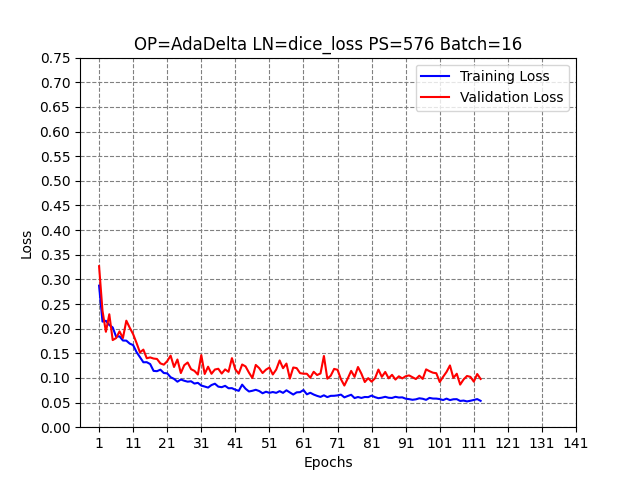 OP=AdaDelta LN=dice_loss PS=576 Batch=16
0.75
0.70
0.65
0.60
0.55
0.50
0.45
0.40
0.35
0.30
0.25
0.20
0.15
0.10
0.05
0.00
Loss
Training Loss
Validation Loss
1 11 21 31 41 51 61 71 81 91 101 111 121 131 141
Epochs